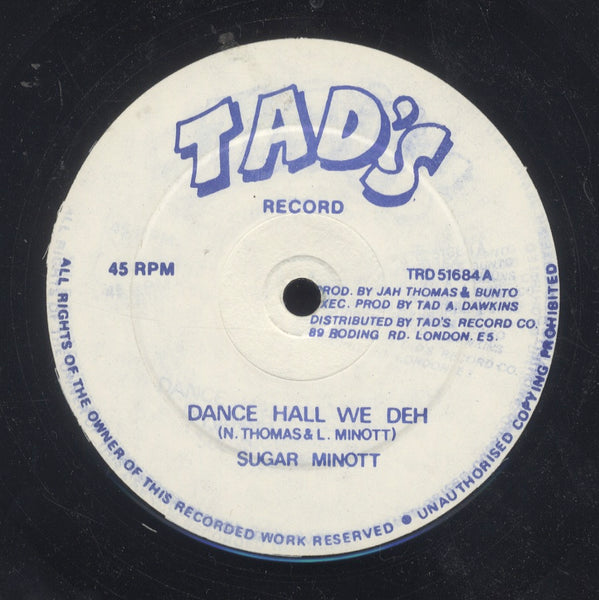 TAD'S
RECORD
45 RPM
TRD 51684 A
PROD. BY JAH THOMAS & BUNTO
EXEC. PROD BY TAD A. DAWKINS
DISTRIBUTED BY TAD'S RECORD CO.
89 BODING RD. LONDON. E5.
DANCE HALL WE DEH
(N. THOMAS & L. MINOTT)
SUGAR MINOTT
ALL RIGHTS OF THE OWNER OF THIS RECORDED WORK RESERVED ● UNAUTHORISED COPYING PROHIBITED